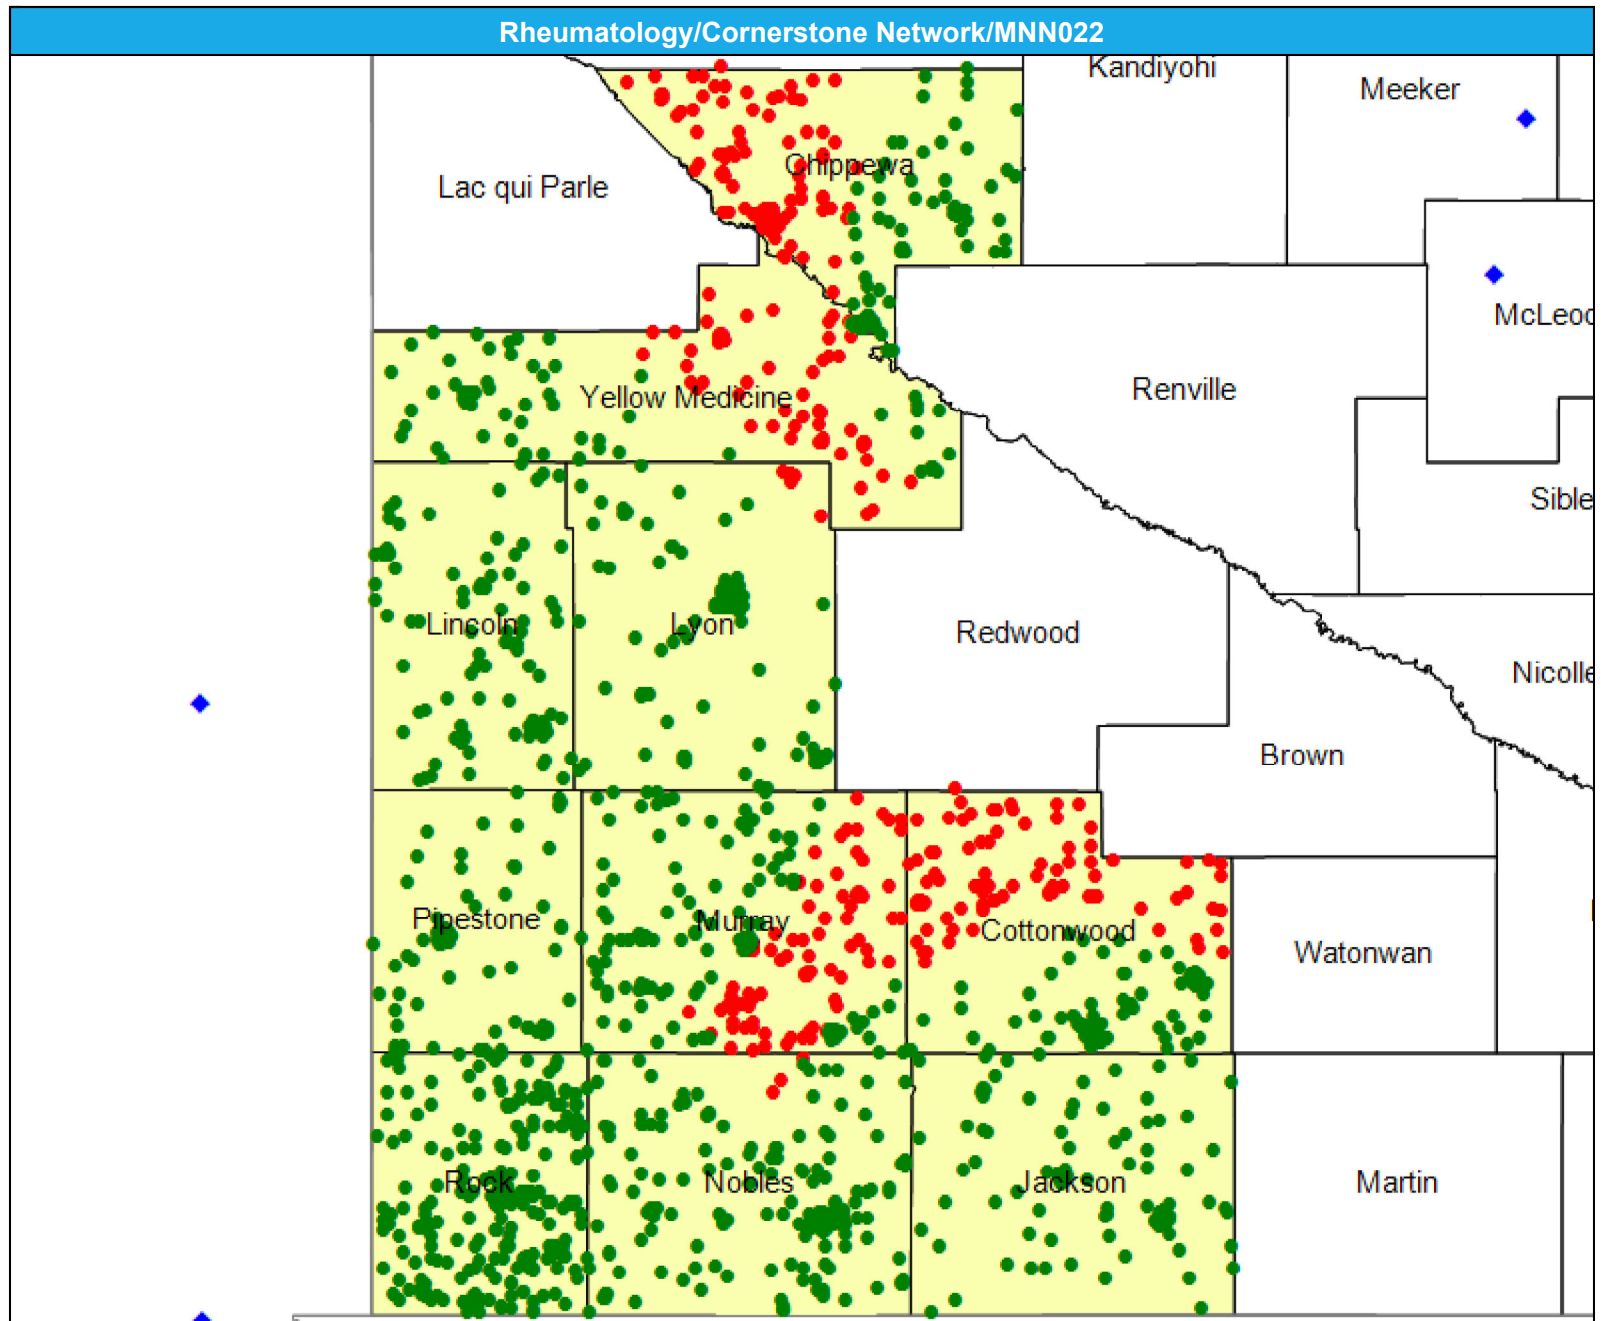 Rheumatology/Cornerstone Network/MNN022
Kandiyohi
Meeker
Chippewa
Lac qui Parle
McLeod
Yellow Medicine
Renville
Sible
Lincoln
Lyon
Redwood
Nicolle
Brown
Pipestone
Murray
Cottonwood
Watonwan
Rock
Nobles
Jackson
Martin